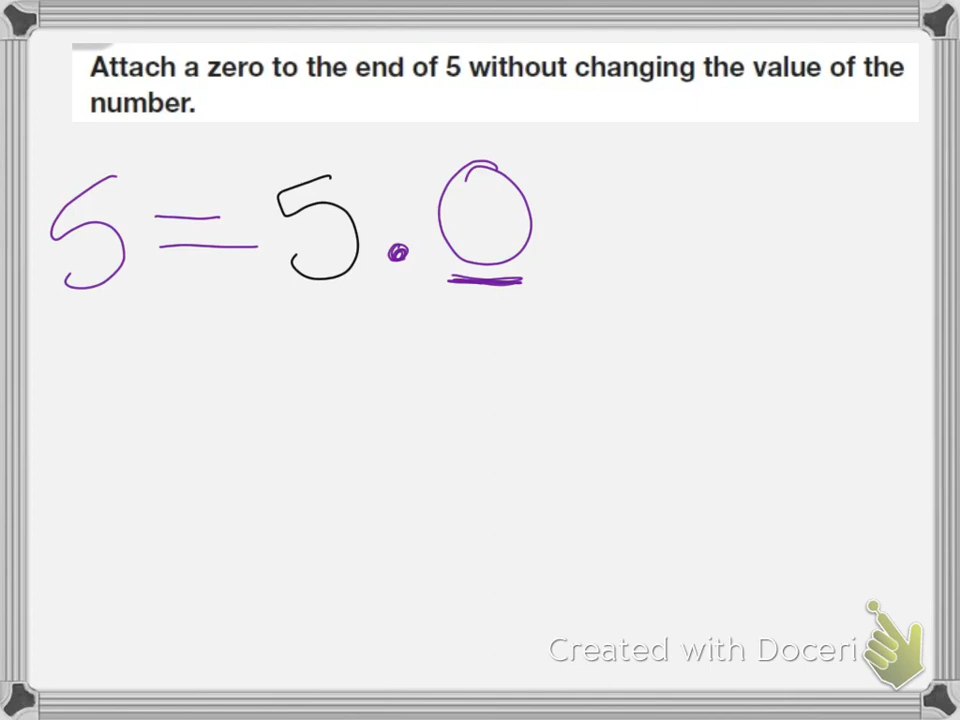 Attach a zero to the end of 5 without changing the value of the
number.
5 = 5.0
Created with Doceri